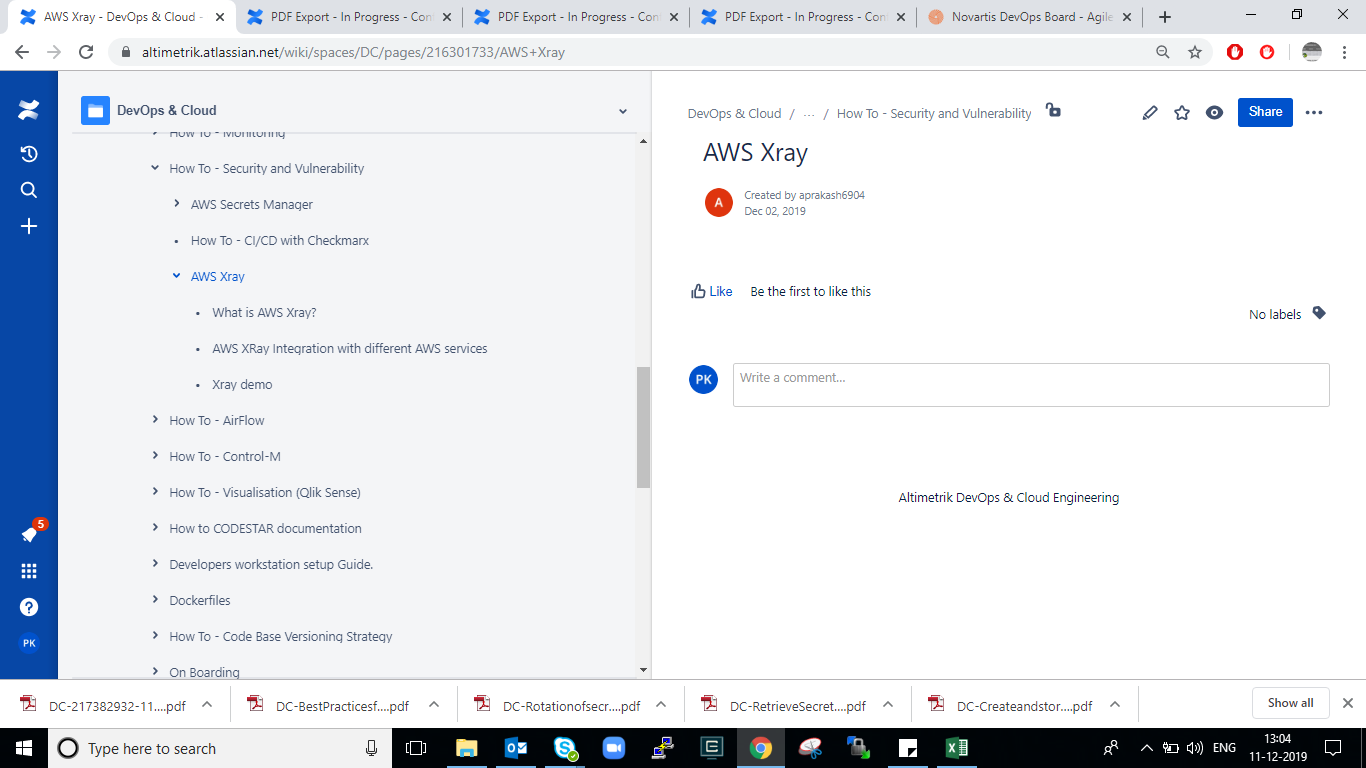 AWS Xray - DevOps & Cloud -
PDF Export - In Progress - Con
PDF Export - In Progress - Con
PDF Export - In Progress - Con
Novartis DevOps Board - Agile
altimetrik.atlassian.net/wiki/spaces/DC/pages/216301733/AWS+Xray
DevOps & Cloud
How To - Monitoring
How To - Security and Vulnerability
AWS Secrets Manager
How To - CI/CD with Checkmarx
AWS Xray
What is AWS Xray?
AWS XRay Integration with different AWS services
Xray demo
How To - AirFlow
How To - Control-M
How To - Visualisation (Qlik Sense)
How to CODESTAR documentation
Developers workstation setup Guide.
Dockerfiles
How To - Code Base Versioning Strategy
On Boarding
5
?
PK
DevOps & Cloud / ... / How To - Security and Vulnerability
Share
AWS Xray
A
Created by aprakash6904
Dec 02, 2019
Like Be the first to like this
No labels
PK
Write a comment...
Altimetrik DevOps & Cloud Engineering
DC-217382932-11....pdf
DC-BestPracticesf....pdf
DC-Rotationofsecr....pdf
DC-RetrieveSecret....pdf
DC-Createandstor....pdf
Show all
Type here to search
ENG
13:04
11-12-2019